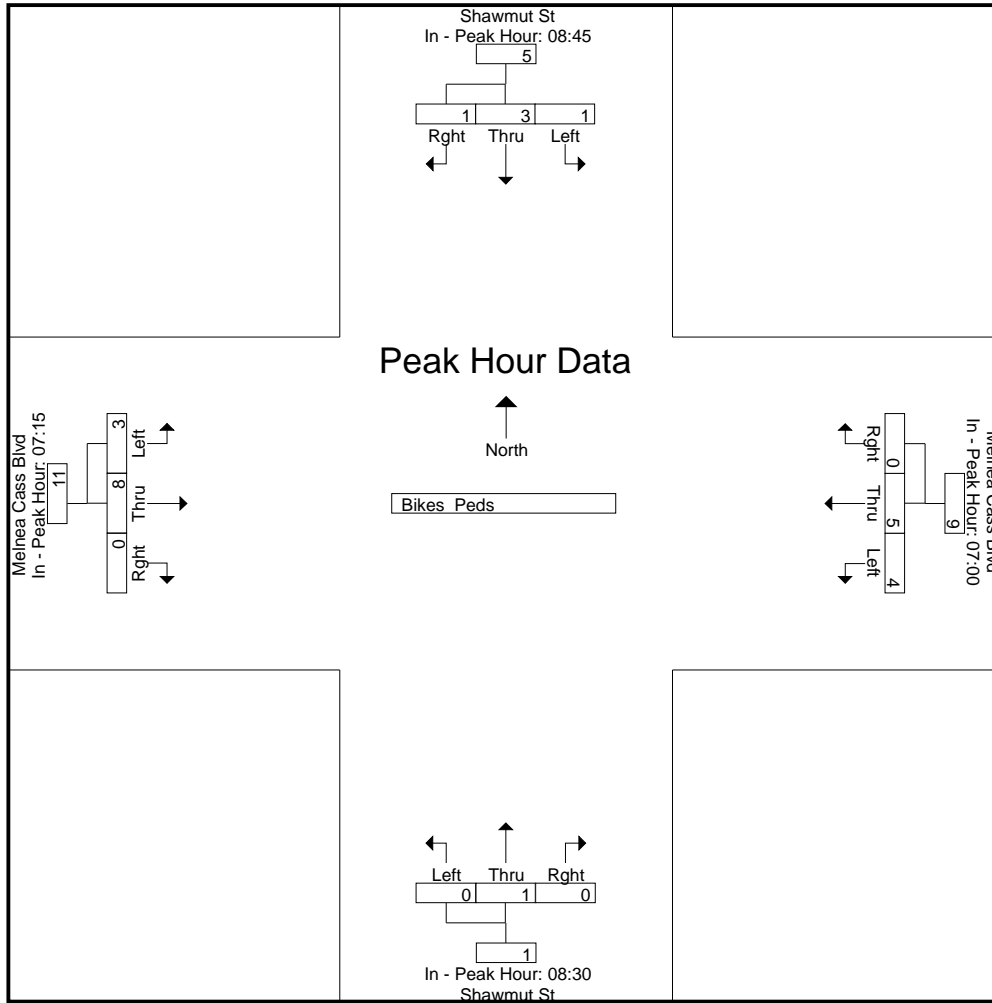 Shawmut St
In - Peak Hour: 08:45
5
1 3 1
Rght Thru Left
Peak Hour Data
North
Bikes Peds
Melnea Cass Blvd
In - Peak Hour: 07:15
11
3 8 0
Left Thru Rght
Melnea Cass Blvd
In - Peak Hour: 07:00
9
0 5 4
Rght Thru Left
Left Thru Rght
0 1 0
1
In - Peak Hour: 08:30
Shawmut St